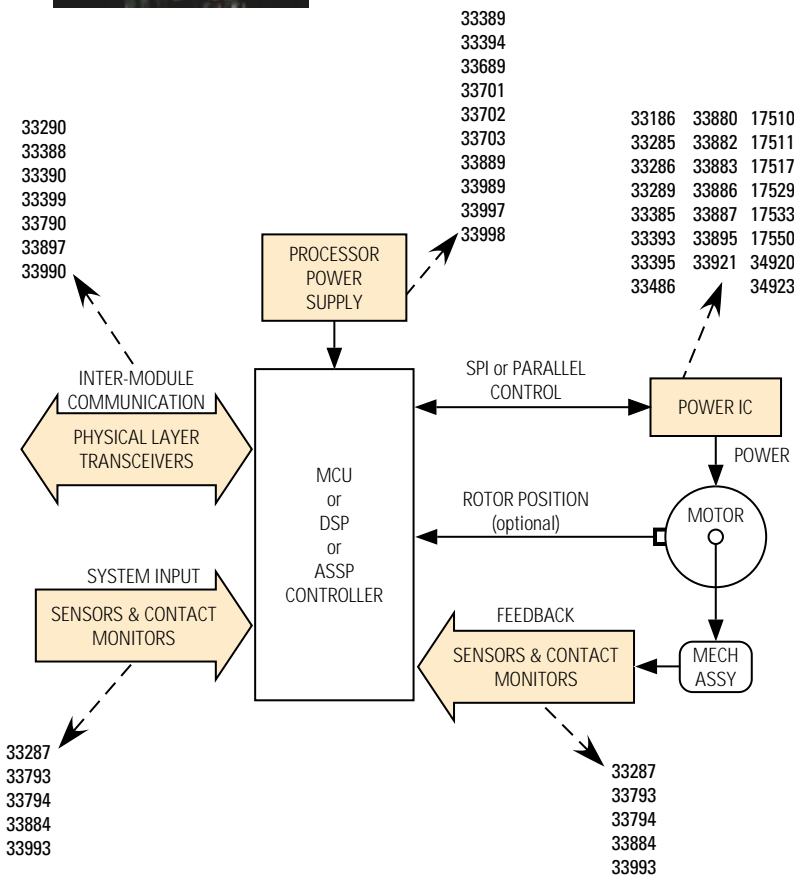 33389
33394
33689
33701
33702
33703
33889
33989
33997
33998
33290
33388
33390
33399
33790
33897
33990
33186 33880 17510
33285 33882 17511
33286 33883 17517
33289 33886 17529
33385 33887 17533
33393 33895 17550
33395 33921 34920
33486 34923
PROCESSOR
POWER
SUPPLY
INTER-MODULE
COMMUNICATION
PHYSICAL LAYER
TRANSCEIVERS
MCU
or
DSP
or
ASSP
CONTROLLER
SPI or PARALLEL
CONTROL
POWER IC
POWER
ROTOR POSITION
(optional)
MOTOR
SYSTEM INPUT
SENSORS & CONTACT
MONITORS
FEEDBACK
SENSORS & CONTACT
MONITORS
MECH
ASSY
33287
33793
33794
33884
33993
33287
33793
33794
33884
33993